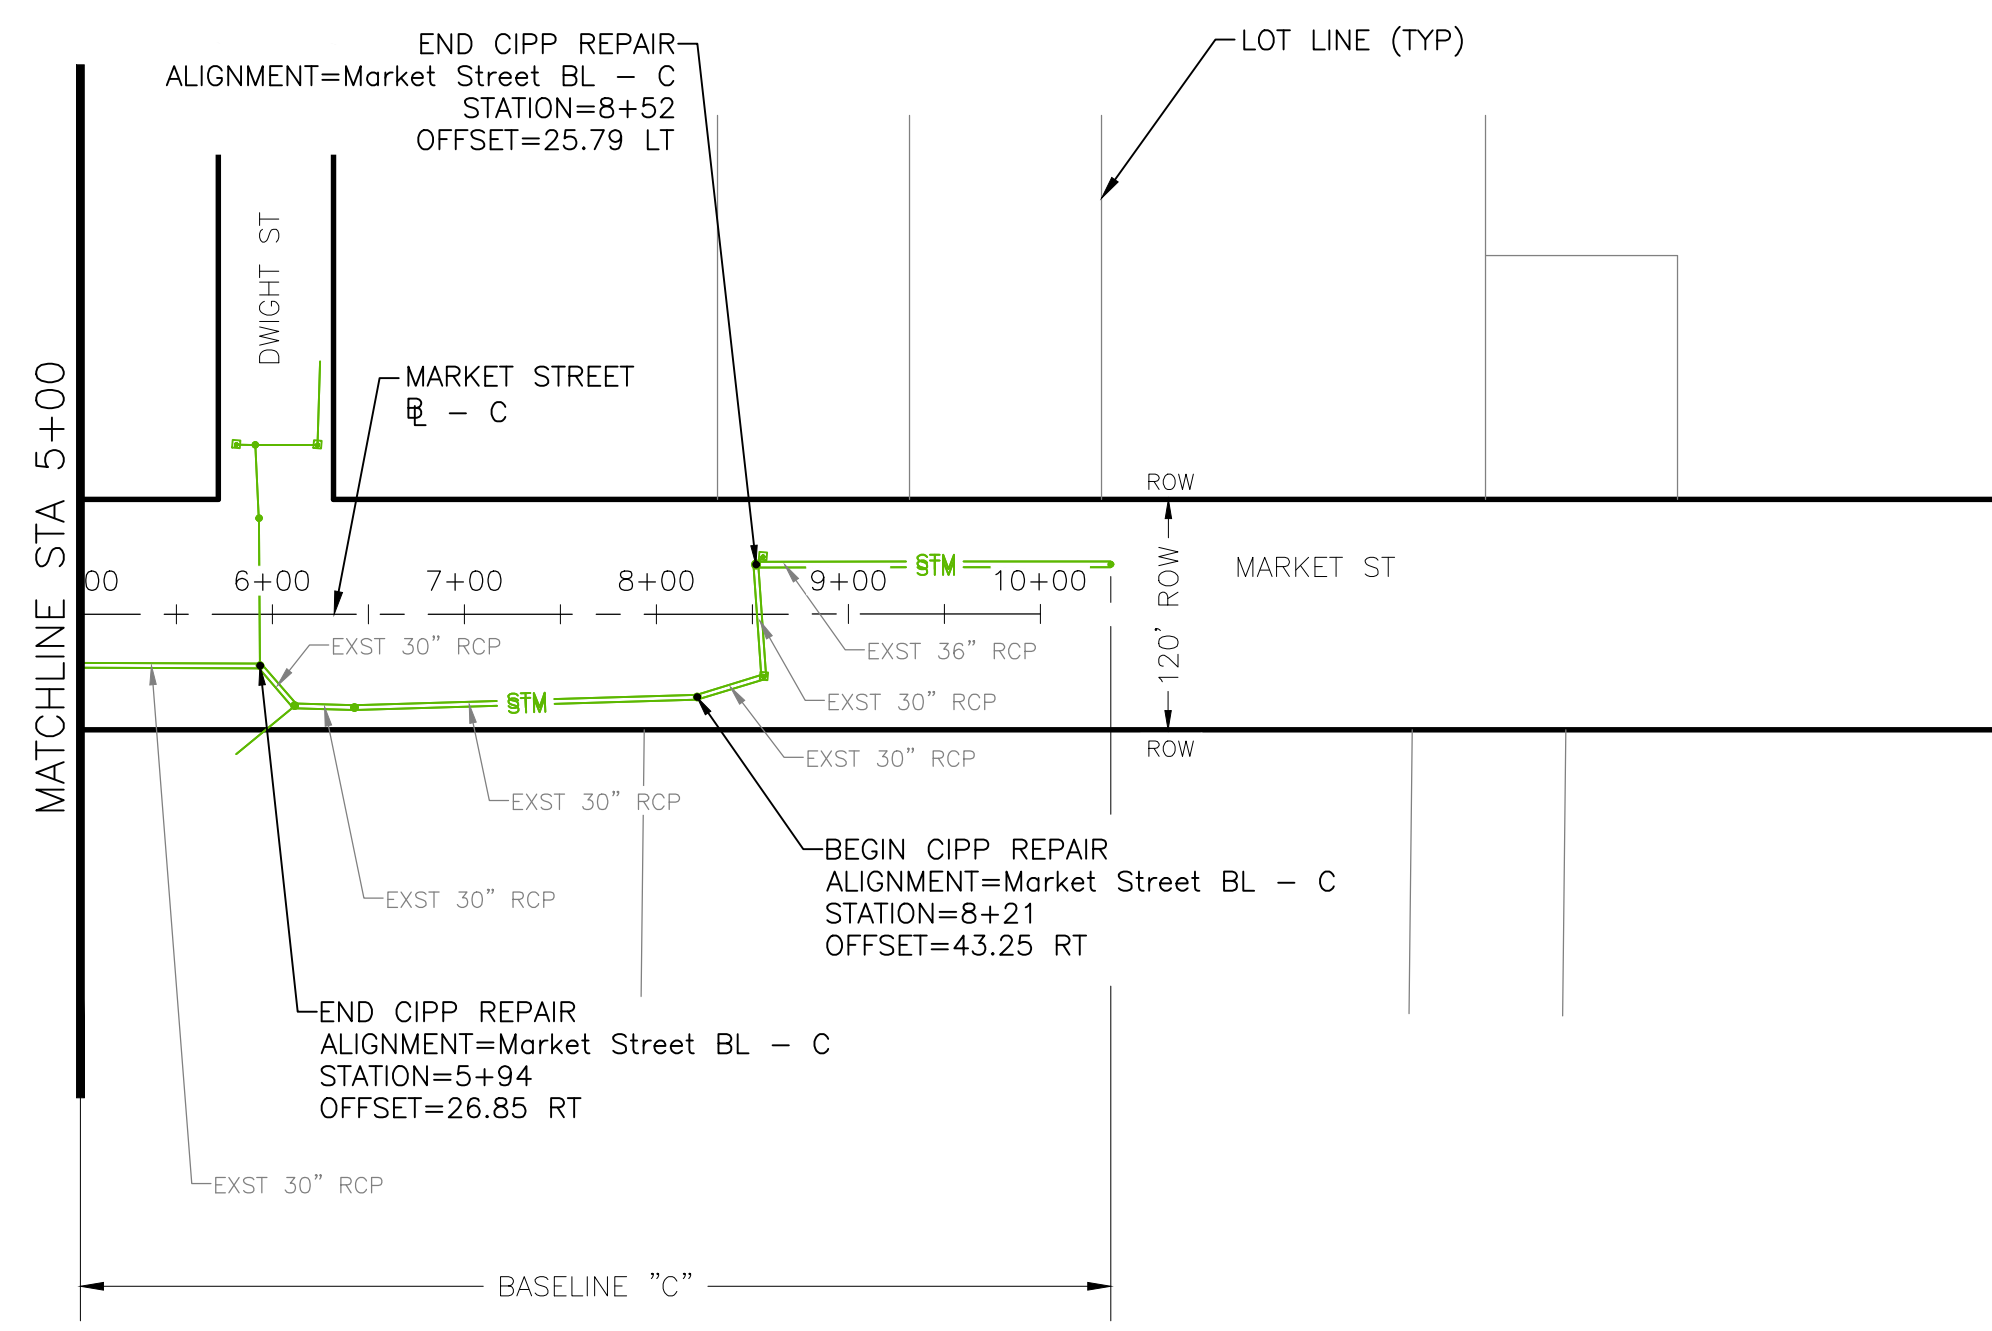 END CIPP REPAIR
ALIGNMENT=Market Street BL - C
STATION=8+52
OFFSET=25.79 LT
LOT LINE (TYP)
DWIGHT ST
MARKET STREET
BL - C
MATCHLINE STA 5+00
ROW
00
6+00
7+00
8+00
9+00
10+00
STM
MARKET ST
120' ROW
EXST 30" RCP
EXST 36" RCP
EXST 30" RCP
STM
ROW
EXST 30" RCP
EXST 30" RCP
BEGIN CIPP REPAIR
ALIGNMENT=Market Street BL - C
STATION=8+21
OFFSET=43.25 RT
EXST 30" RCP
END CIPP REPAIR
ALIGNMENT=Market Street BL - C
STATION=5+94
OFFSET=26.85 RT
EXST 30" RCP
BASELINE "C"